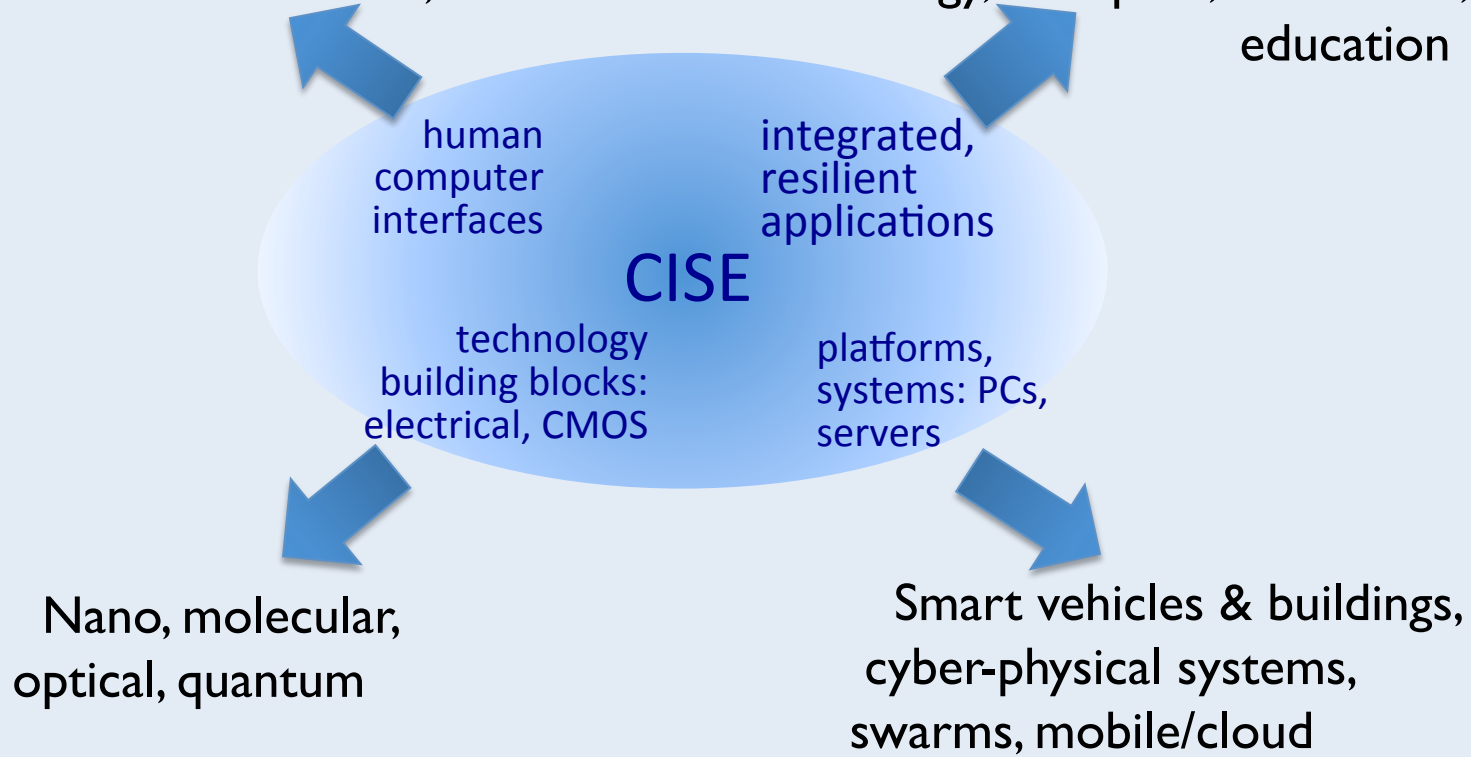 education
human
computer
interfaces
integrated,
resilient
applications
CISE
technology
building blocks:
electrical, CMOS
platforms,
systems: PCs,
servers
Nano, molecular,
optical, quantum
Smart vehicles & buildings,
cyber-physical systems,
swarms, mobile/cloud